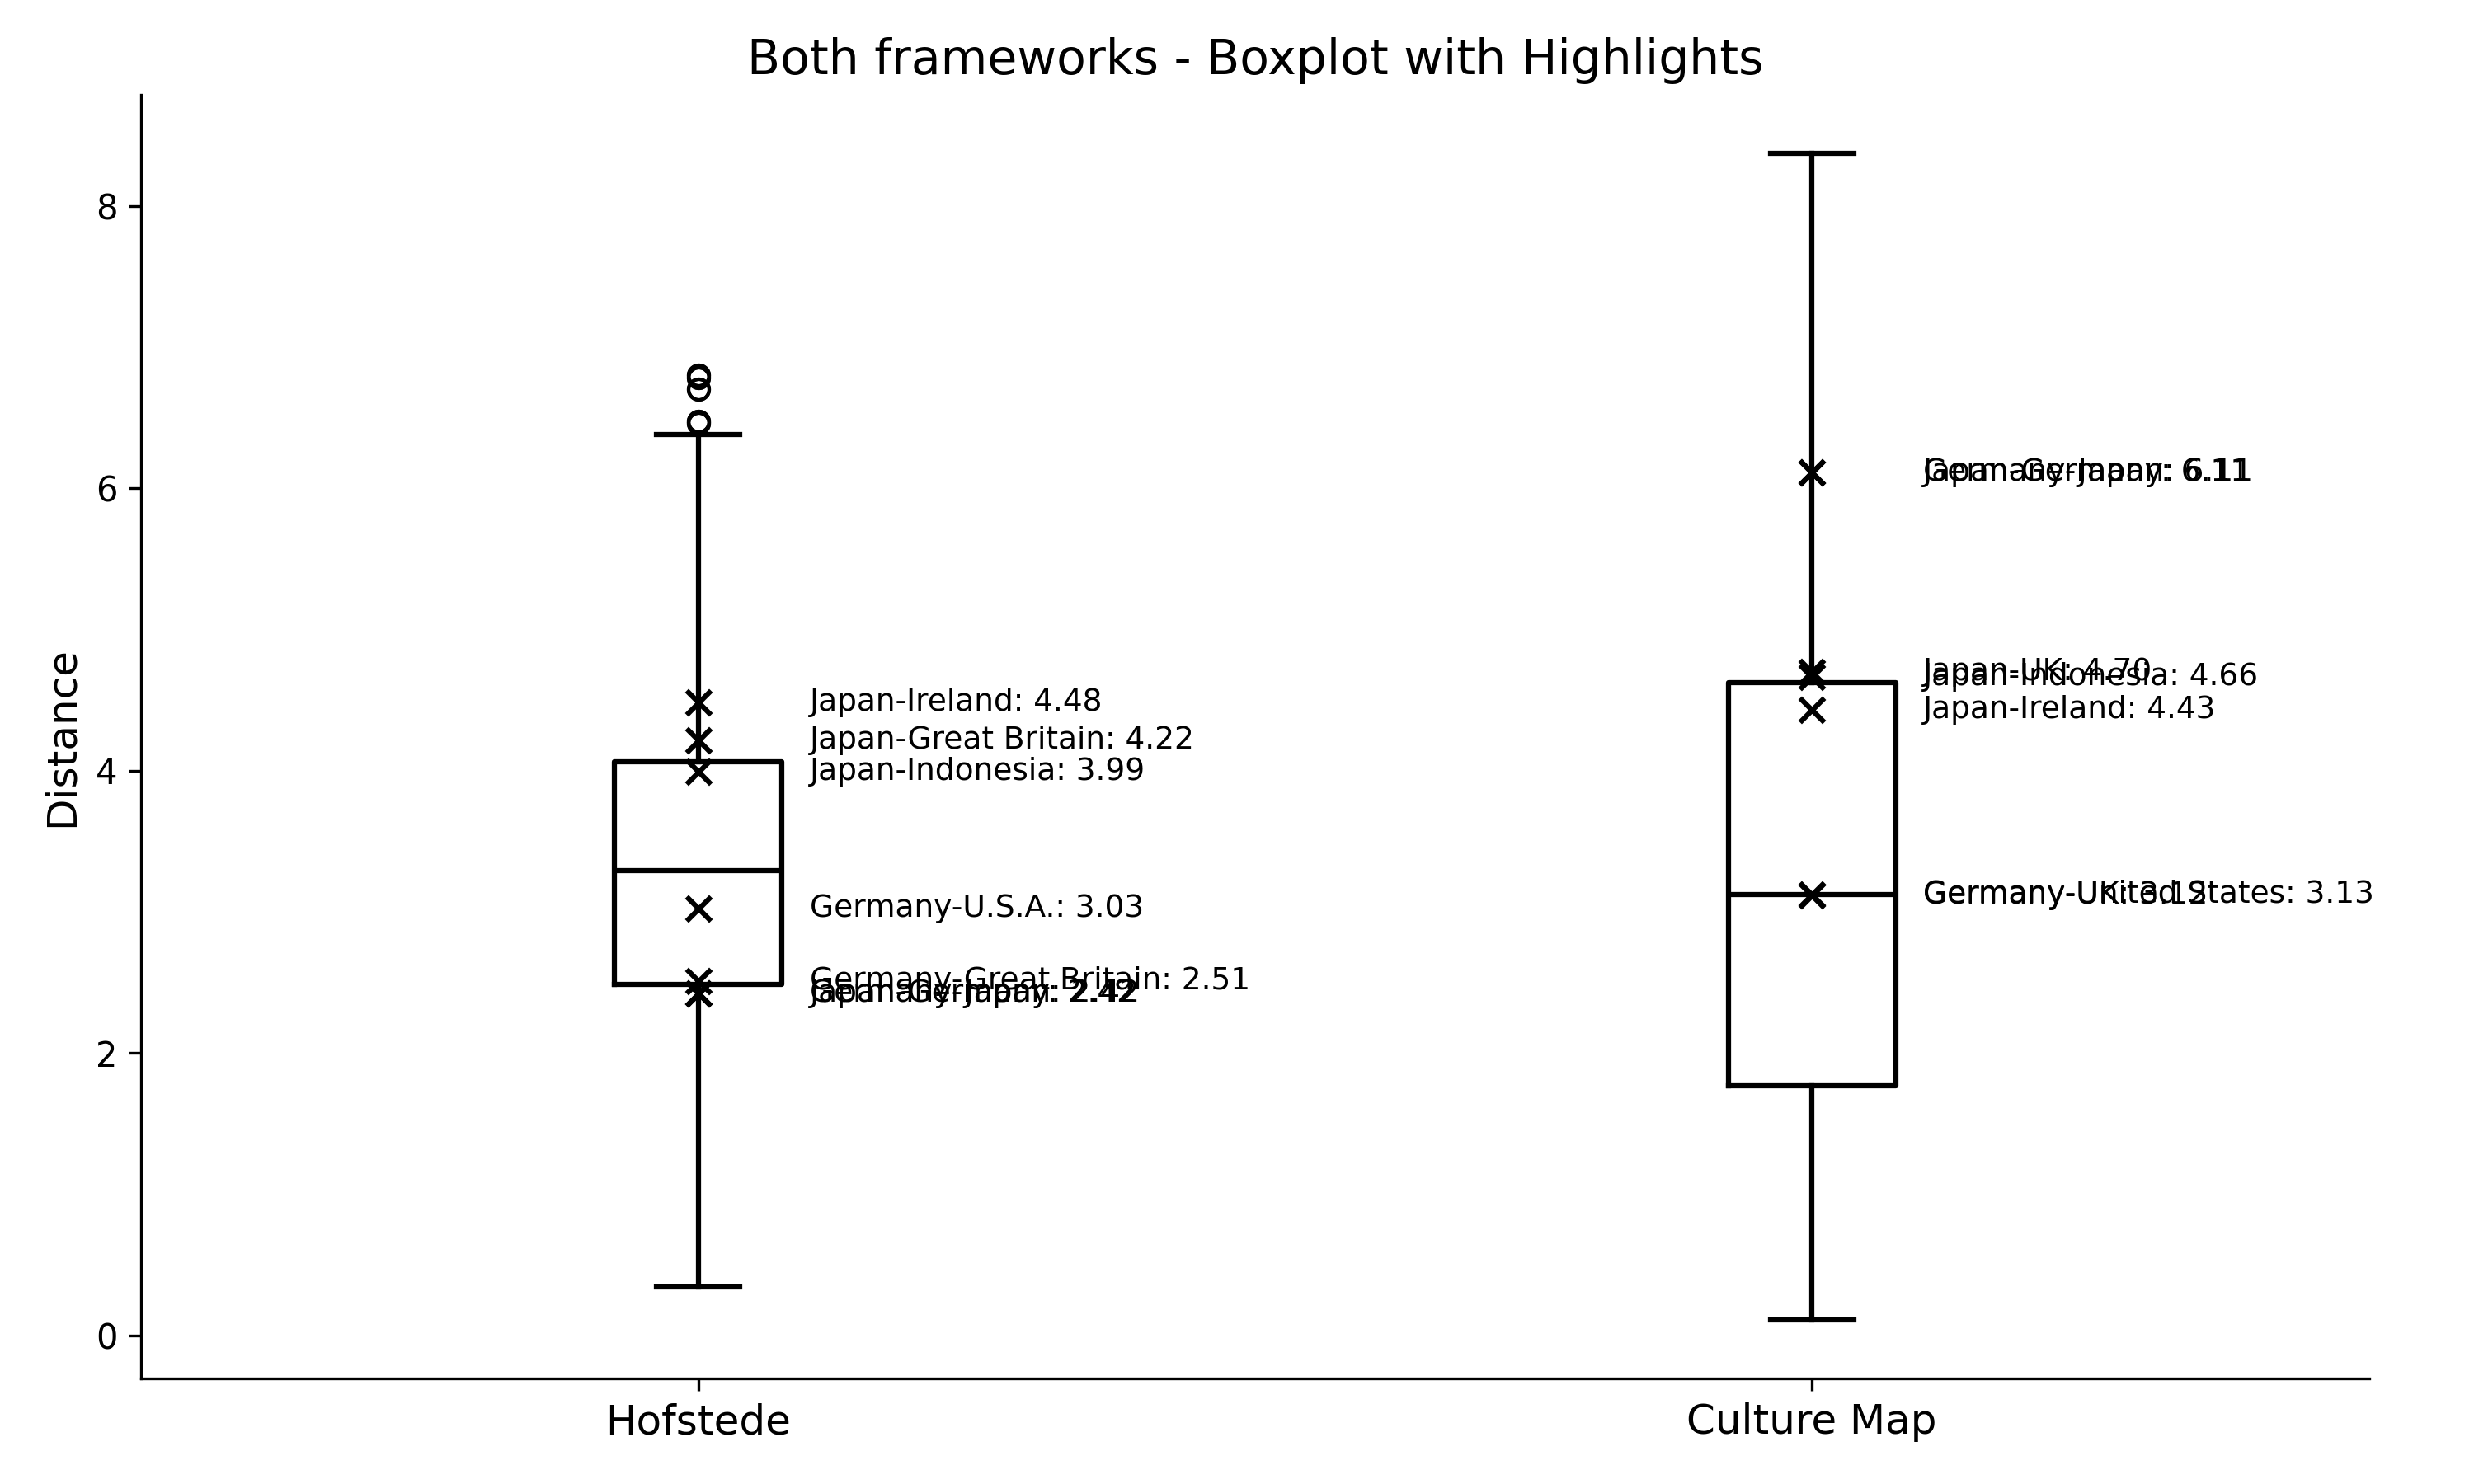 Both frameworks - Boxplot with Highlights
Distance
8
6
4
2
0
Japan-Ireland: 4.48
Japan-Great Britain: 4.22
Japan-Indonesia: 3.99
Germany-U.S.A.: 3.03
Germany-Great Britain: 2.51
Germany-Japan: 2.42
Japan-Germany: 2.42
Germany-Japan: 6.11
Japan-Germany: 6.11
Japan-UK: 4.70
Japan-Indonesia: 4.66
Japan-Ireland: 4.43
Germany-United States: 3.13
Germany-UK: 3.12
Hofstede
Culture Map